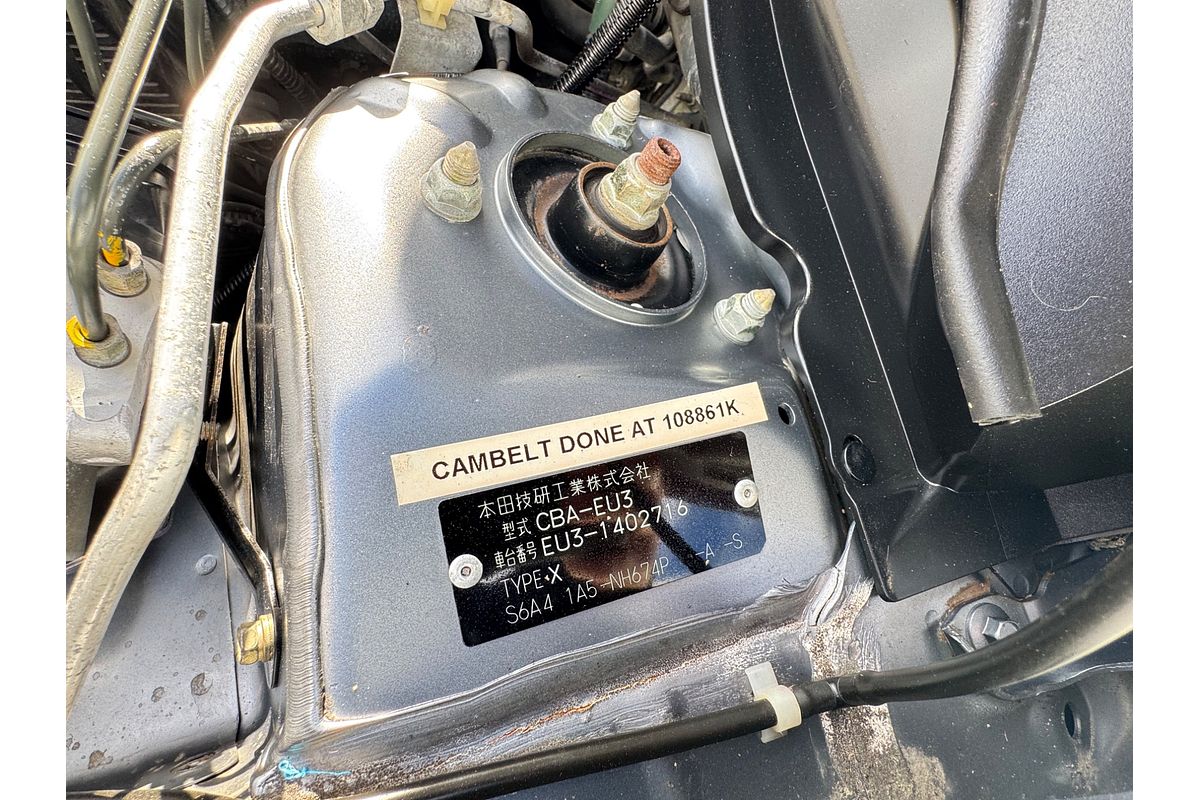 CAMBELT DONE AT 108861K
本田技研工業株式会社
型式 CBA-EU3
車台番号 EU3-1402716
TYPE•X
S6A4 1A5-NH674P -A -S